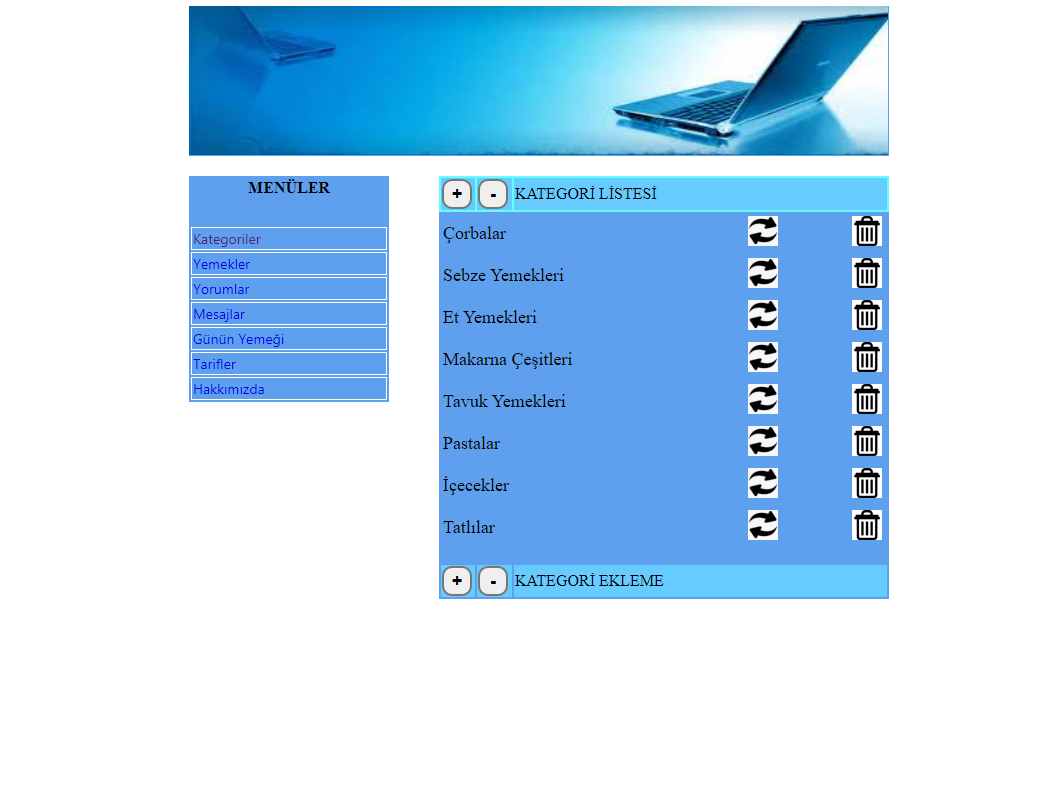 MENÜLER
Kategoriler
Yemekler
Yorumlar
Mesajlar
Günün Yemeği
Tarifler
Hakkımızda
+ - KATEGORİ LİSTESİ
Çorbalar
Sebze Yemekleri
Et Yemekleri
Makarna Çeşitleri
Tavuk Yemekleri
Pastalar
İçecekler
Tatlılar
+ - KATEGORİ EKLEME